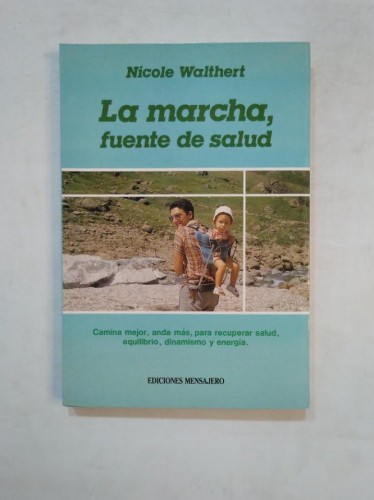 Nicole Walthert
La marcha,
fuente de salud
Camina mejor, anda más, para recuperar salud,
equilibrio, dinamismo y energía.
EDICIONES MENSAJERO